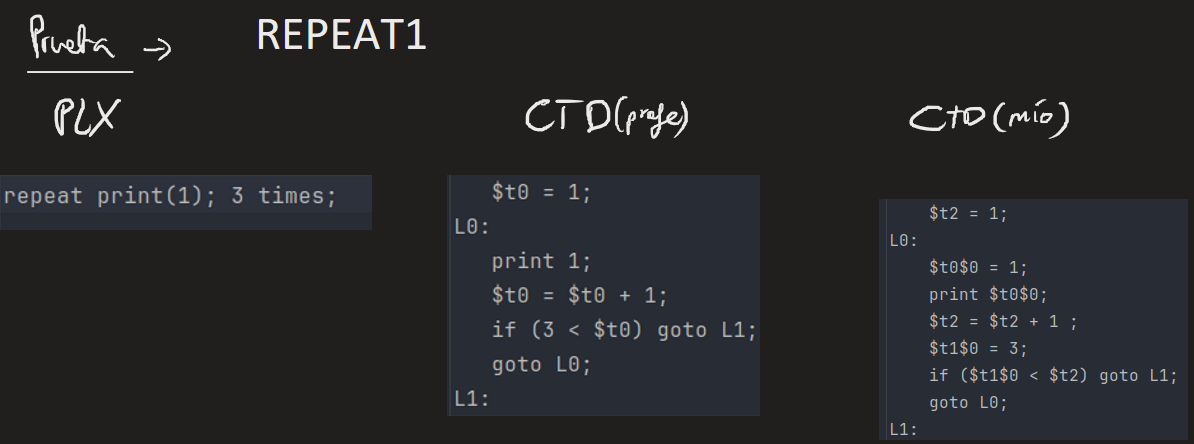 Prueba → REPEAT1
PLX
CTD(profe)
CTD(mío)
repeat print(1); 3 times;
$t0 = 1;
L0:
print 1;
$t0 = $t0 + 1;
if (3 < $t0) goto L1;
goto L0;
L1:
$t2 = 1;
L0:
$t0$0 = 1;
print $t0$0;
$t2 = $t2 + 1 ;
$t1$0 = 3;
if ($t1$0 < $t2) goto L1;
goto L0;
L1: